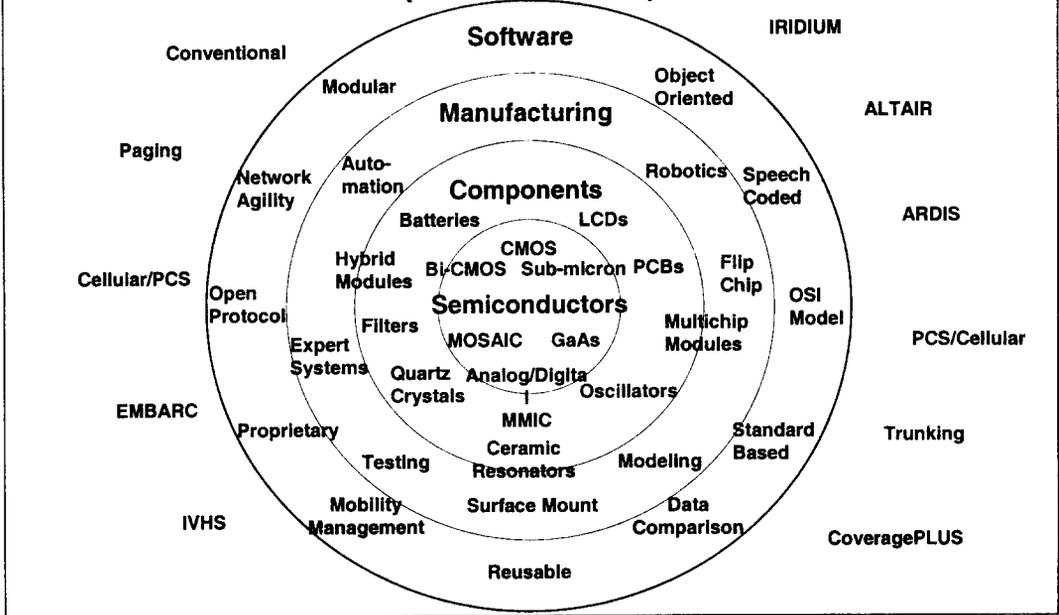 Software
IRIDIUM
Conventional
Modular
Object
Oriented
Manufacturing
ALTAIR
Paging
Auto-
mation
Robotics
Network
Agility
Speech
Coded
Components
Batteries
LCDs
ARDIS
CMOS
Hybrid
Modules
Bi-CMOS
Sub-micron
PCBs
Flip
Chip
Cellular/PCS
Open
Protocol
Semiconductors
OSI
Model
Filters
MOSAIC
GaAs
Multichip
Modules
PCS/Cellular
Expert
Systems
Quartz
Crystals
Analog/Digita
l
Oscillators
EMBARC
MMIC
Proprietary
Standard
Based
Trunking
Ceramic
Resonators
Testing
Modeling
Mobility
Management
Surface Mount
Data
Comparison
IVHS
CoveragePLUS
Reusable